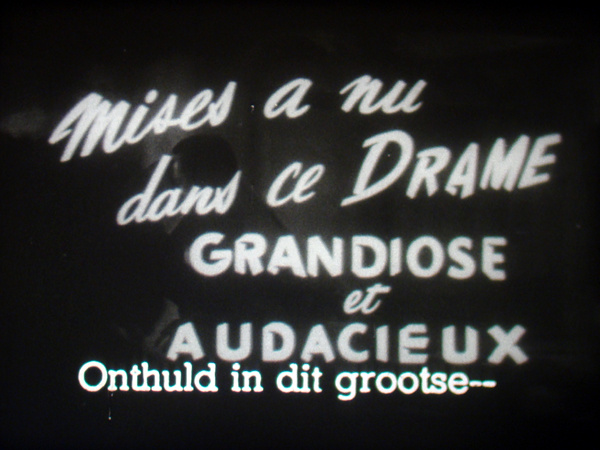 Mises a nu
dans ce DRAME
GRANDIOSE
et
AUDACIEUX
Onthuld in dit grootse--